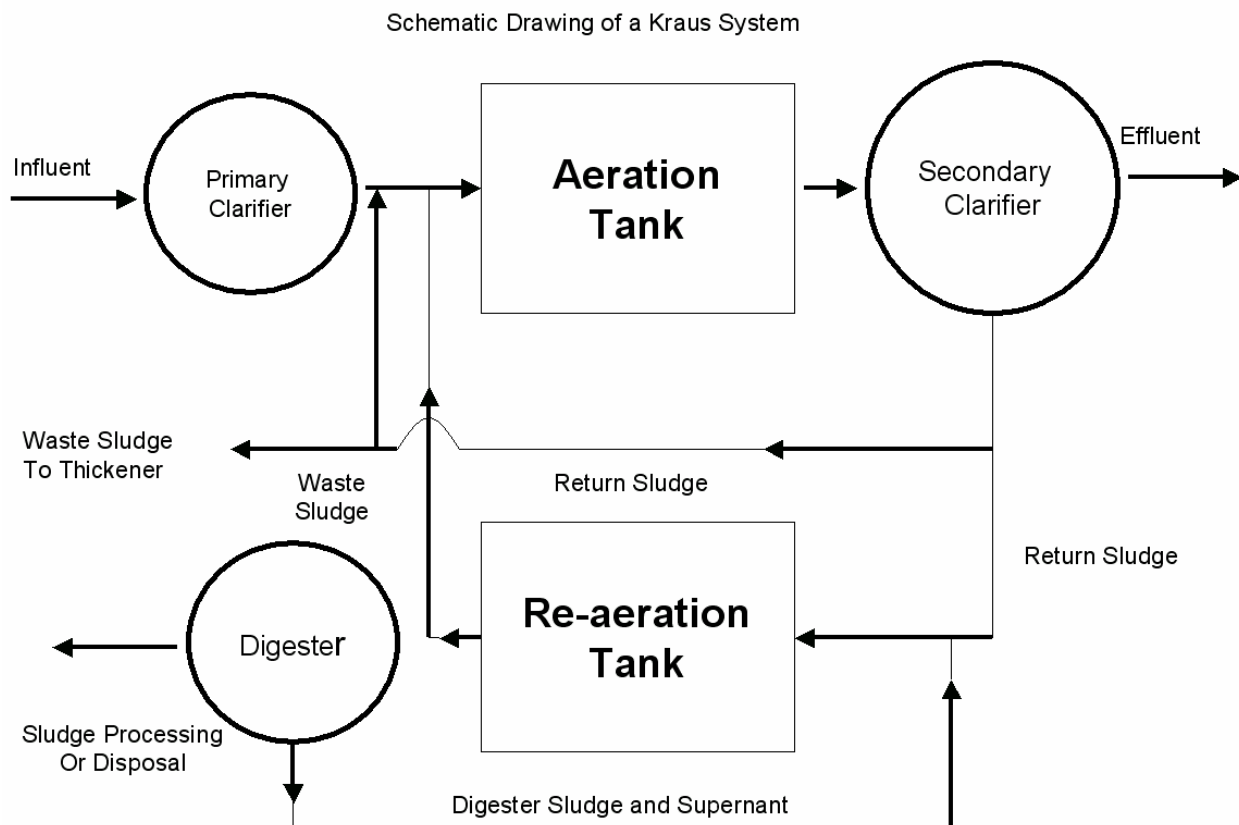 Schematic Drawing of a Kraus System
Influent
Primary
Clarifier
Aeration
Tank
Secondary
Clarifier
Effluent
Waste Sludge
To Thickener
Waste
Sludge
Return Sludge
Return Sludge
Digester
Re-aeration
Tank
Sludge Processing
Or Disposal
Digester Sludge and Supernant